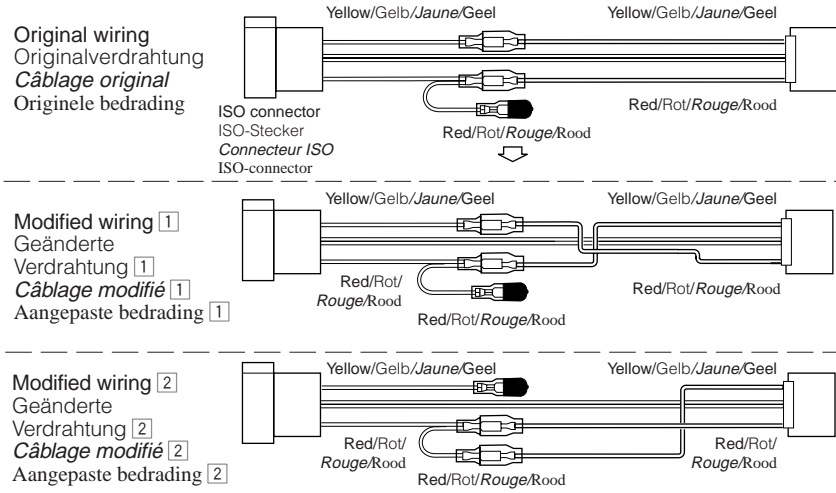 Yellow/Gelb/Jaune/Geel
Yellow/Gelb/Jaune/Geel
Original wiring
Originalverdrahtung
Câblage original
Originele bedrading
Red/Rot/Rouge/Rood
ISO connector
ISO-Stecker
Connecteur ISO
ISO-connector
Red/Rot/Rouge/Rood
Yellow/Gelb/Jaune/Geel
Yellow/Gelb/Jaune/Geel
Modified wiring 1
Geänderte
Verdrahtung 1
Câblage modifié 1
Aangepaste bedrading 1
Red/Rot/
Rouge/Rood
Red/Rot/Rouge/Rood
Red/Rot/Rouge/Rood
Yellow/Gelb/Jaune/Geel
Yellow/Gelb/Jaune/Geel
Modified wiring 2
Geänderte
Verdrahtung 2
Câblage modifié 2
Aangepaste bedrading 2
Red/Rot/
Rouge/Rood
Red/Rot/Rouge/Rood
Red/Rot/
Rouge/Rood